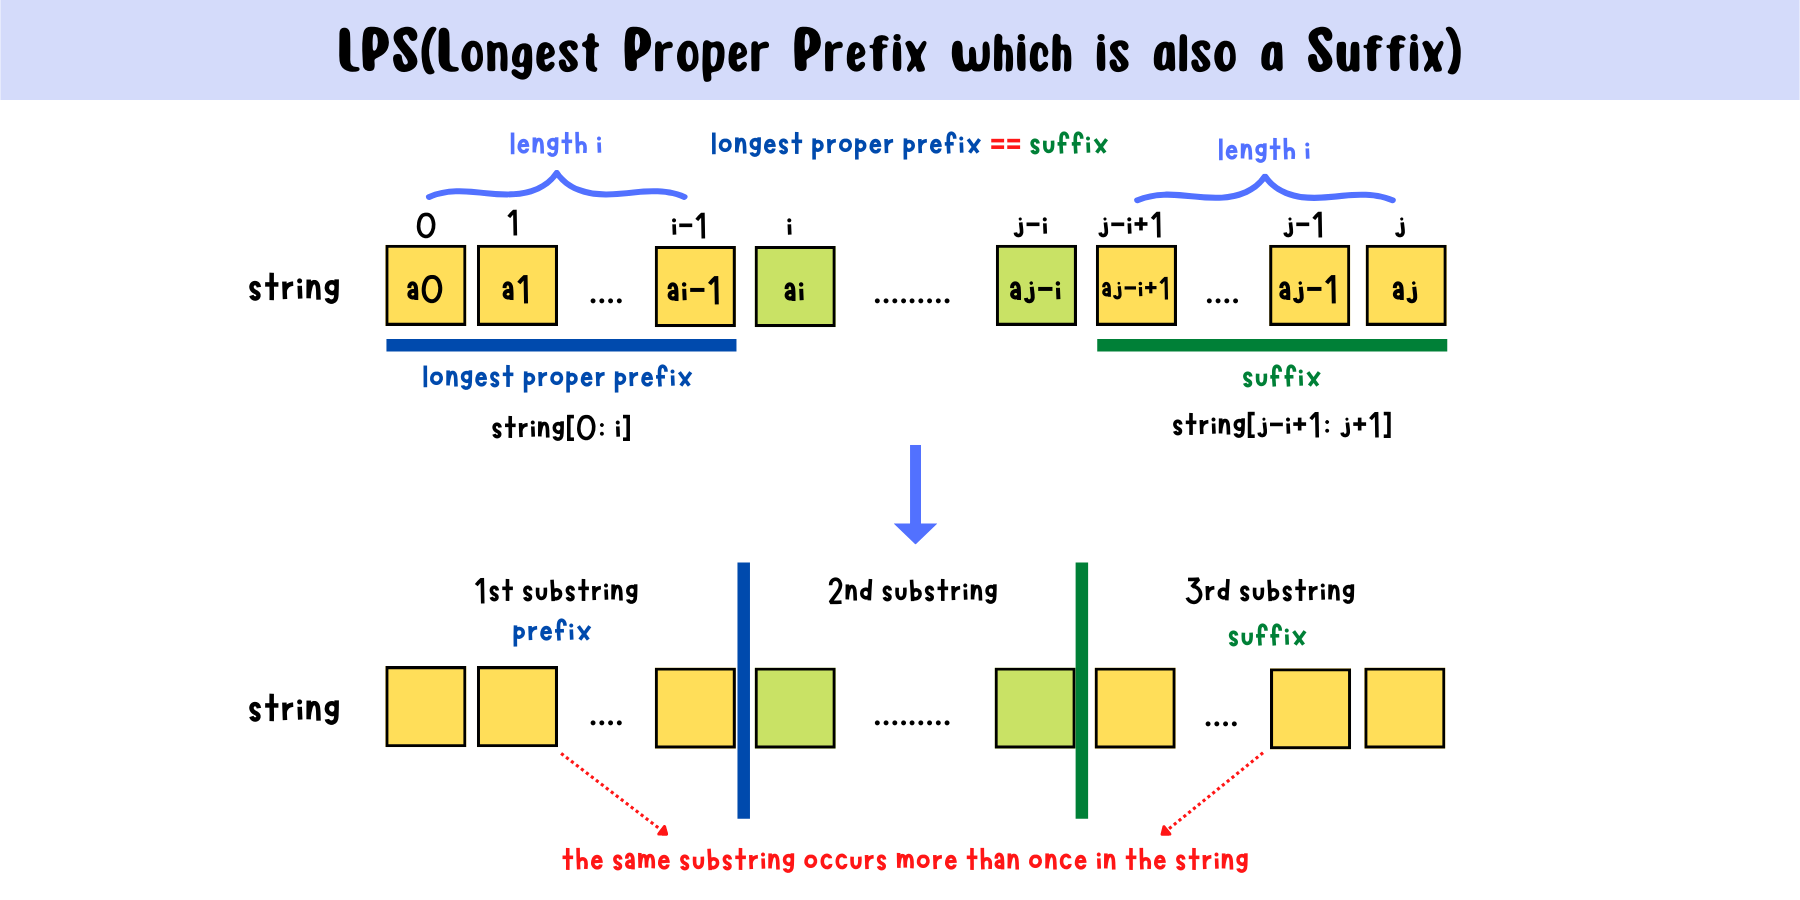 LPS(Longest Proper Prefix which is also a Suffix)
length i
longest proper prefix == suffix
length i
0 1 i-1 i j-i j-i+1 j-1 j
string a0 a1 .... ai-1 ai ......... aj-i aj-i+1 .... aj-1 aj
longest proper prefix
suffix
string[0: i]
string[j-i+1: j+1]
1st substring
2nd substring
3rd substring
prefix
suffix
string .... ......... ....
the same substring occurs more than once in the string